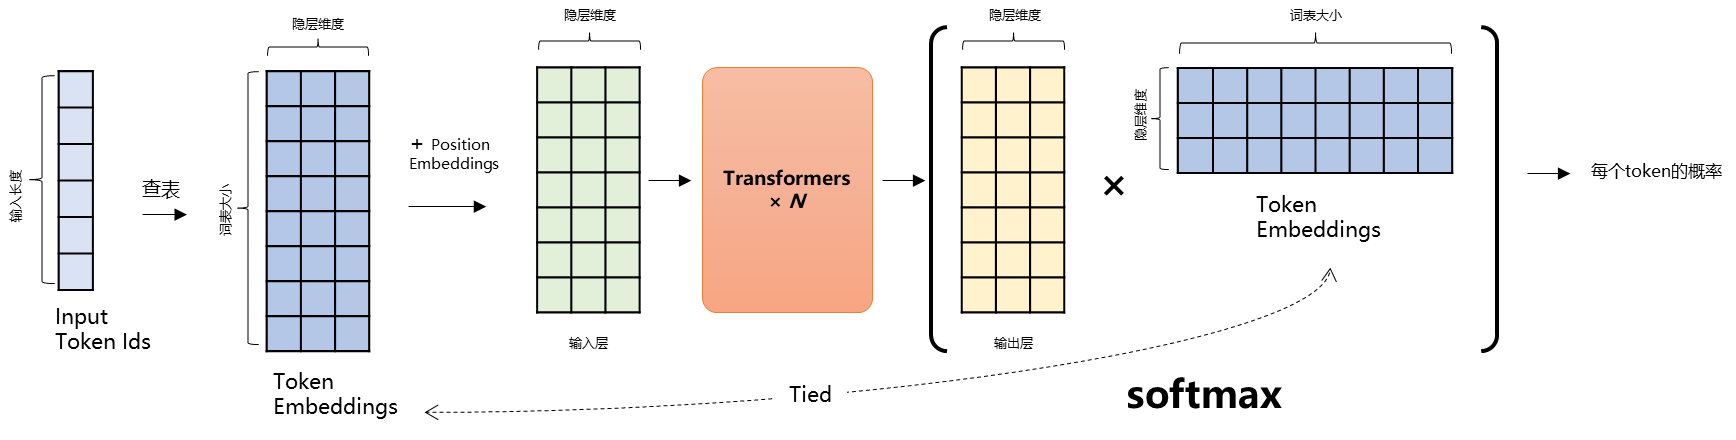 输入长度
Input
Token Ids
查表
隐层维度
词表大小
Token
Embeddings
+ Position
Embeddings
隐层维度
输入层
Transformers
× N
隐层维度
输出层
×
词表大小
隐层维度
Token
Embeddings
每个token的概率
Tied
softmax